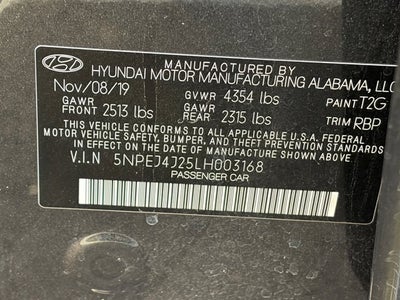 MANUFACTURED BY
HYUNDAI MOTOR MANUFACTURING ALABAMA, LLC
Nov/08/19 GVWR 4354 lbs PAINT T2G
GAWR FRONT 2513 lbs GAWR REAR 2315 lbs TRIM RBP
THIS VEHICLE CONFORMS TO ALL APPLICABLE U.S.A. FEDERAL
MOTOR VEHICLE SAFETY, BUMPER, AND THEFT PREVENTION STANDARDS
IN EFFECT ON THE DATE OF MANUFACTURE SHOWN ABOVE.
V.I.N 5NPEJ4J25LH003168
PASSENGER CAR